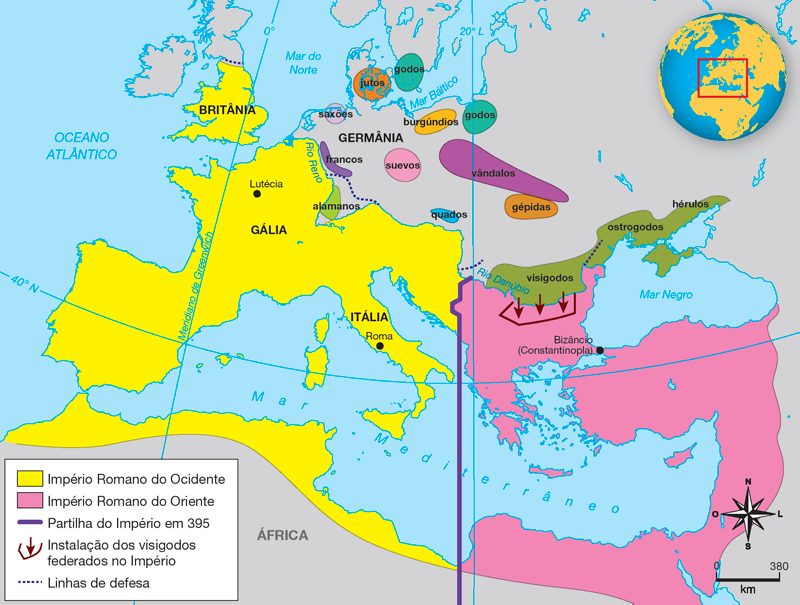 0°
20° L
Mar do
Norte
godos
jutos
Mar Báltico
BRITÂNIA
saxões
burgúndios
godos
OCEANO
ATLÂNTICO
GERMÂNIA
Rio Reno
francos
suevos
vândalos
Lutécia
alamanos
quados
gépidas
hérulos
GÁLIA
ostrogodos
Meridiano de Greenwich
Rio Danúbio
visigodos
40° N
Mar Negro
ITÁLIA
Roma
Bizâncio
(Constantinopla)
Mar Mediterrâneo
Império Romano do Ocidente
Império Romano do Oriente
Partilha do Império em 395
Instalação dos visigodos
federados no Império
Linhas de defesa
ÁFRICA
N
O
L
S
0
380
km